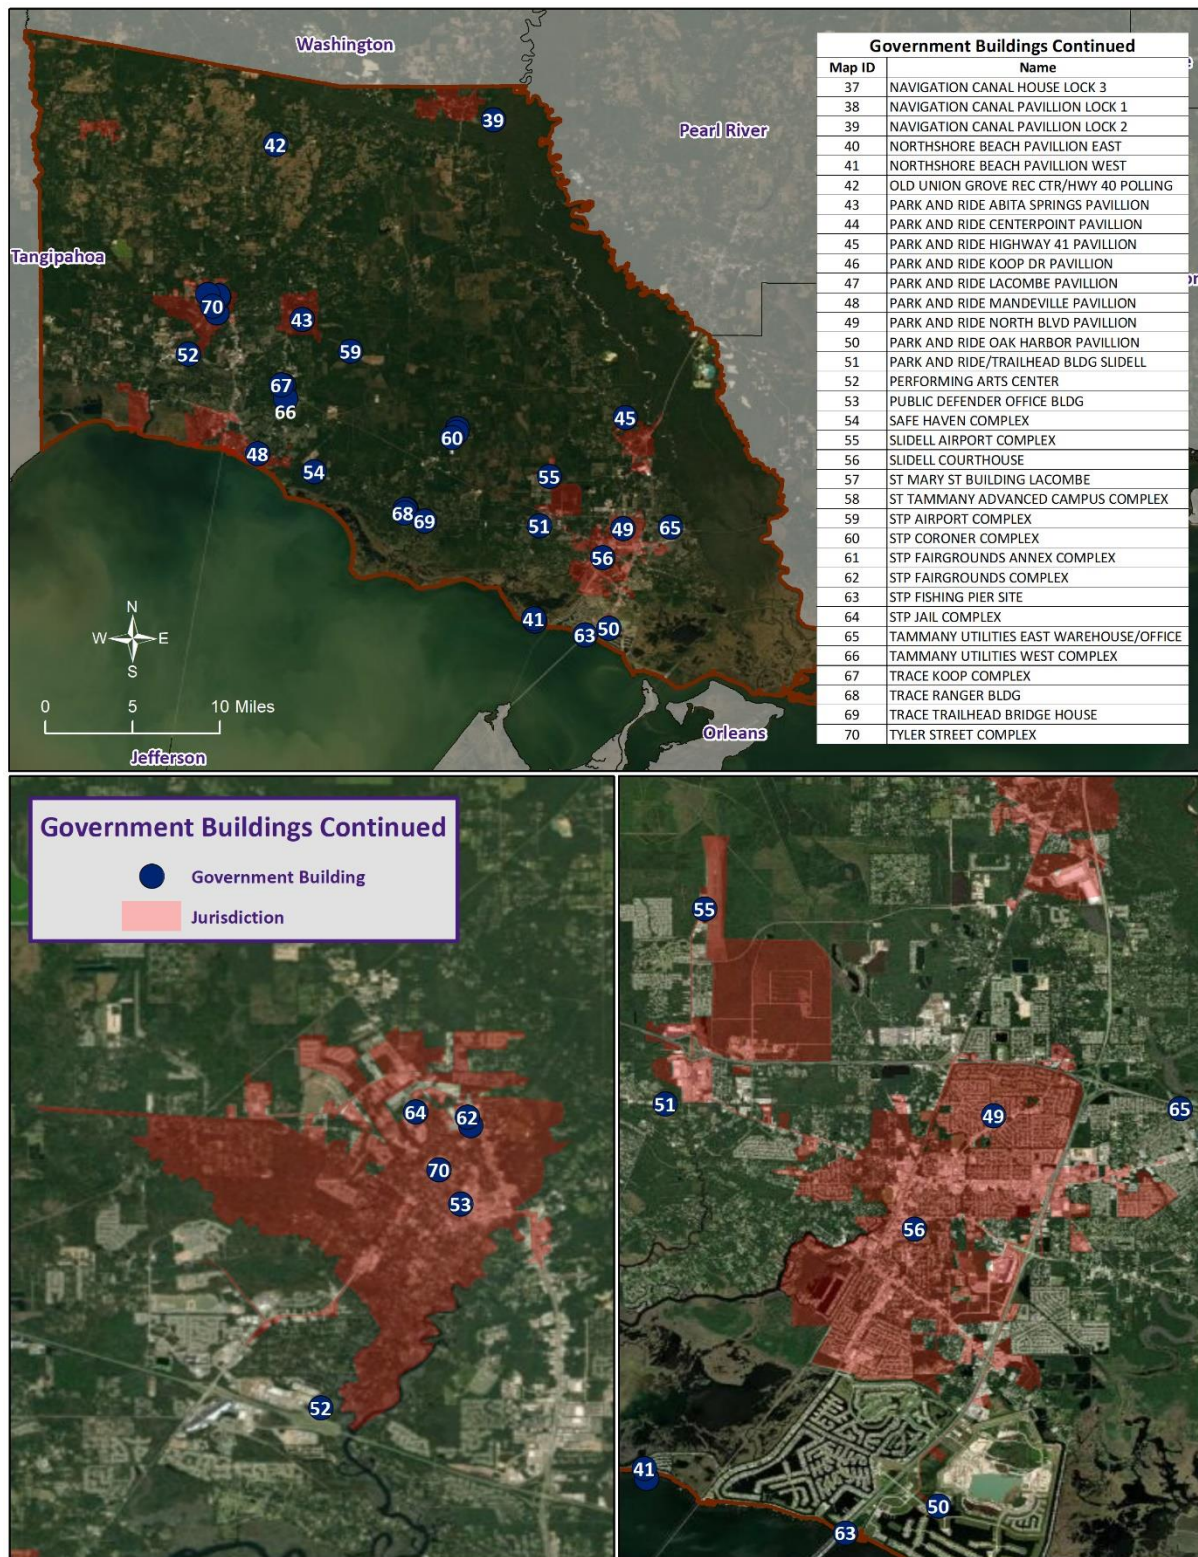 Washington
Pearl River
Tangipahoa
Jefferson
Orleans
39
42
70
43
52
59
67
66
45
60
48
54
55
68
69
51
49
65
56
41
63
50
N
W
E
S
0 5 10 Miles
Government Buildings Continued
Map ID Name
37 NAVIGATION CANAL HOUSE LOCK 3
38 NAVIGATION CANAL PAVILLION LOCK 1
39 NAVIGATION CANAL PAVILLION LOCK 2
40 NORTHSHORE BEACH PAVILLION EAST
41 NORTHSHORE BEACH PAVILLION WEST
42 OLD UNION GROVE REC CTR/HWY 40 POLLING
43 PARK AND RIDE ABITA SPRINGS PAVILLION
44 PARK AND RIDE CENTERPOINT PAVILLION
45 PARK AND RIDE HIGHWAY 41 PAVILLION
46 PARK AND RIDE KOOP DR PAVILLION
47 PARK AND RIDE LACOMBE PAVILLION
48 PARK AND RIDE MANDEVILLE PAVILLION
49 PARK AND RIDE NORTH BLVD PAVILLION
50 PARK AND RIDE OAK HARBOR PAVILLION
51 PARK AND RIDE/TRAILHEAD BLDG SLIDELL
52 PERFORMING ARTS CENTER
53 PUBLIC DEFENDER OFFICE BLDG
54 SAFE HAVEN COMPLEX
55 SLIDELL AIRPORT COMPLEX
56 SLIDELL COURTHOUSE
57 ST MARY ST BUILDING LACOMBE
58 ST TAMMANY ADVANCED CAMPUS COMPLEX
59 STP AIRPORT COMPLEX
60 STP CORONER COMPLEX
61 STP FAIRGROUNDS ANNEX COMPLEX
62 STP FAIRGROUNDS COMPLEX
63 STP FISHING PIER SITE
64 STP JAIL COMPLEX
65 TAMMANY UTILITIES EAST WAREHOUSE/OFFICE
66 TAMMANY UTILITIES WEST COMPLEX
67 TRACE KOOP COMPLEX
68 TRACE RANGER BLDG
69 TRACE TRAILHEAD BRIDGE HOUSE
70 TYLER STREET COMPLEX
Government Buildings Continued
Government Building
Jurisdiction
64
62
70
53
52
55
51
49
65
56
41
50
63